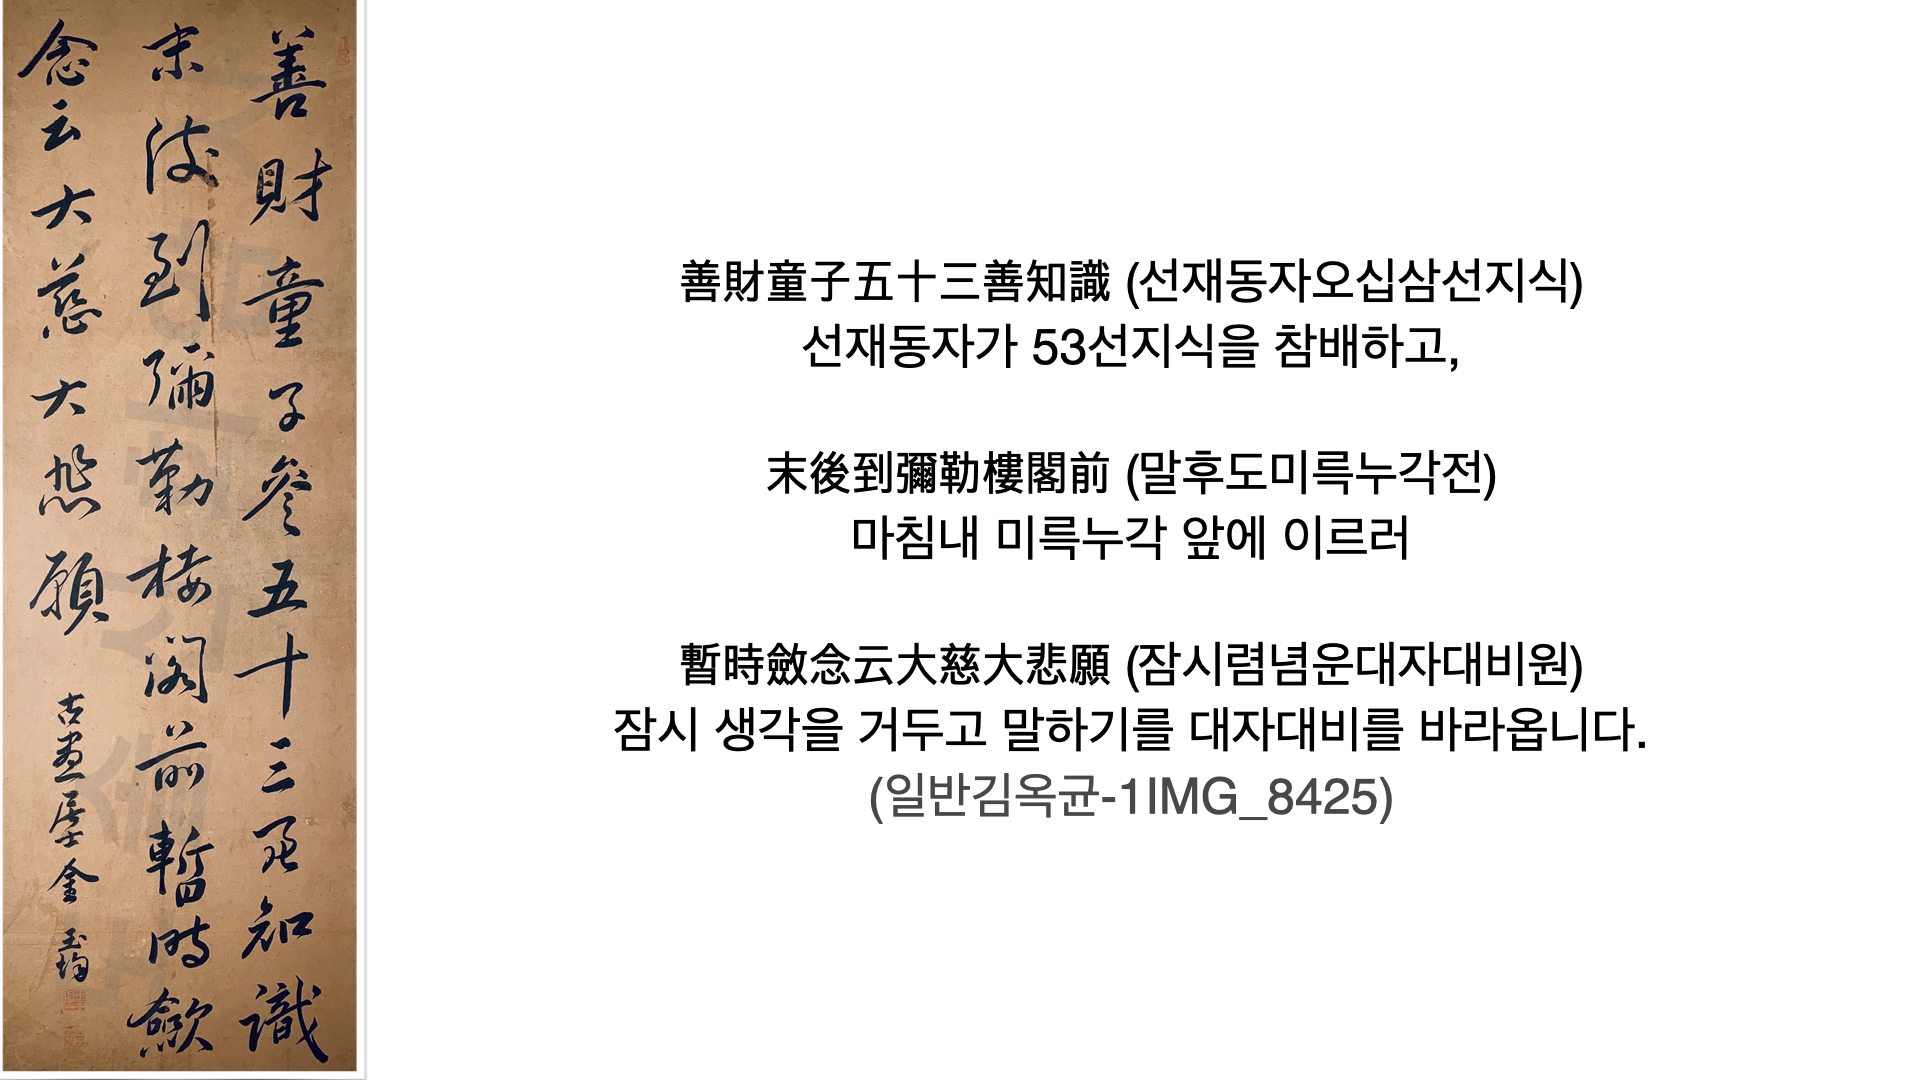 善財童子參五十三善知識
末後到彌勒樓閣前暫時歛
念云大慈大悲願
古愚居士金玉均
善財童子五十三善知識 (선재동자오십삼선지식)
선재동자가 53선지식을 참배하고,
末後到彌勒樓閣前 (말후도미륵누각전)
마침내 미륵누각 앞에 이르러
暫時斂念云大慈大悲願 (잠시렴념운대자대비원)
잠시 생각을 거두고 말하기를 대자대비를 바라옵니다.
(일반김옥균-1IMG_8425)